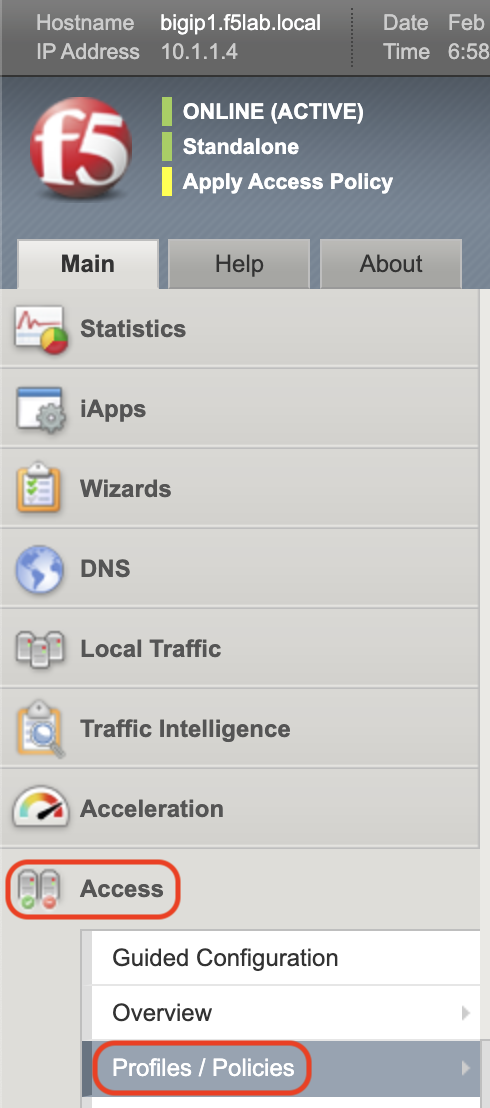 Hostname bigip1.f5lab.local Date Feb
IP Address 10.1.1.4 Time 6:58
f5
ONLINE (ACTIVE)
Standalone
Apply Access Policy
Main Help About
Statistics
iApps
Wizards
DNS
Local Traffic
Traffic Intelligence
Acceleration
Access
Guided Configuration
Overview
Profiles / Policies